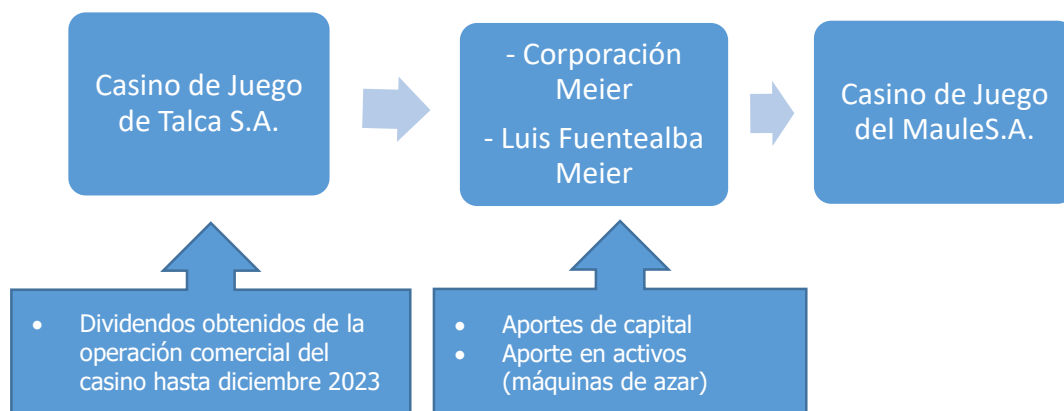 Casino de Juego
de Talca S.A.
- Corporación
Meier
- Luis Fuentealba
Meier
Casino de Juego
del MauleS.A.
• Dividendos obtenidos de la
operación comercial del
casino hasta diciembre 2023
• Aportes de capital
• Aporte en activos
(máquinas de azar)